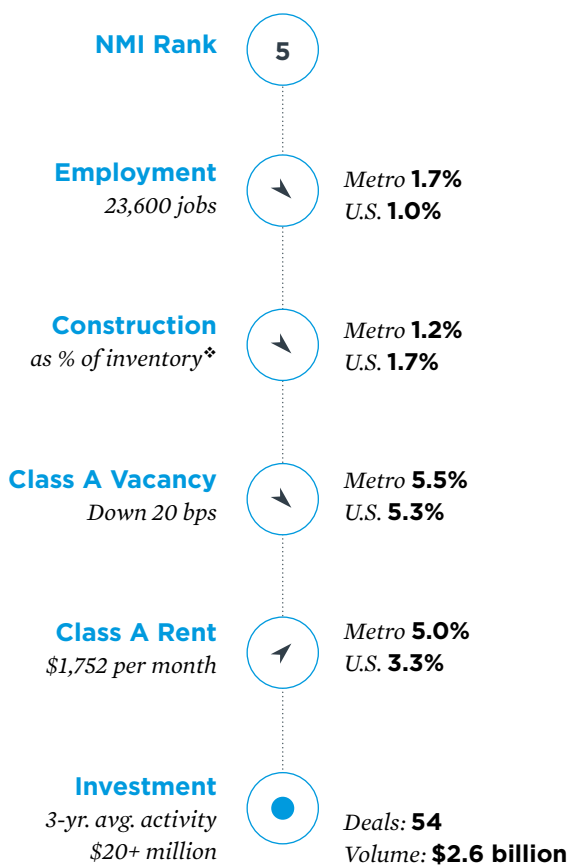 NMI Rank
5
Employment
23,600 jobs
Metro 1.7%
U.S. 1.0%
Construction
as % of inventory❖
Metro 1.2%
U.S. 1.7%
Class A Vacancy
Down 20 bps
Metro 5.5%
U.S. 5.3%
Class A Rent
$1,752 per month
Metro 5.0%
U.S. 3.3%
Investment
3-yr. avg. activity
$20+ million
Deals: 54
Volume: $2.6 billion